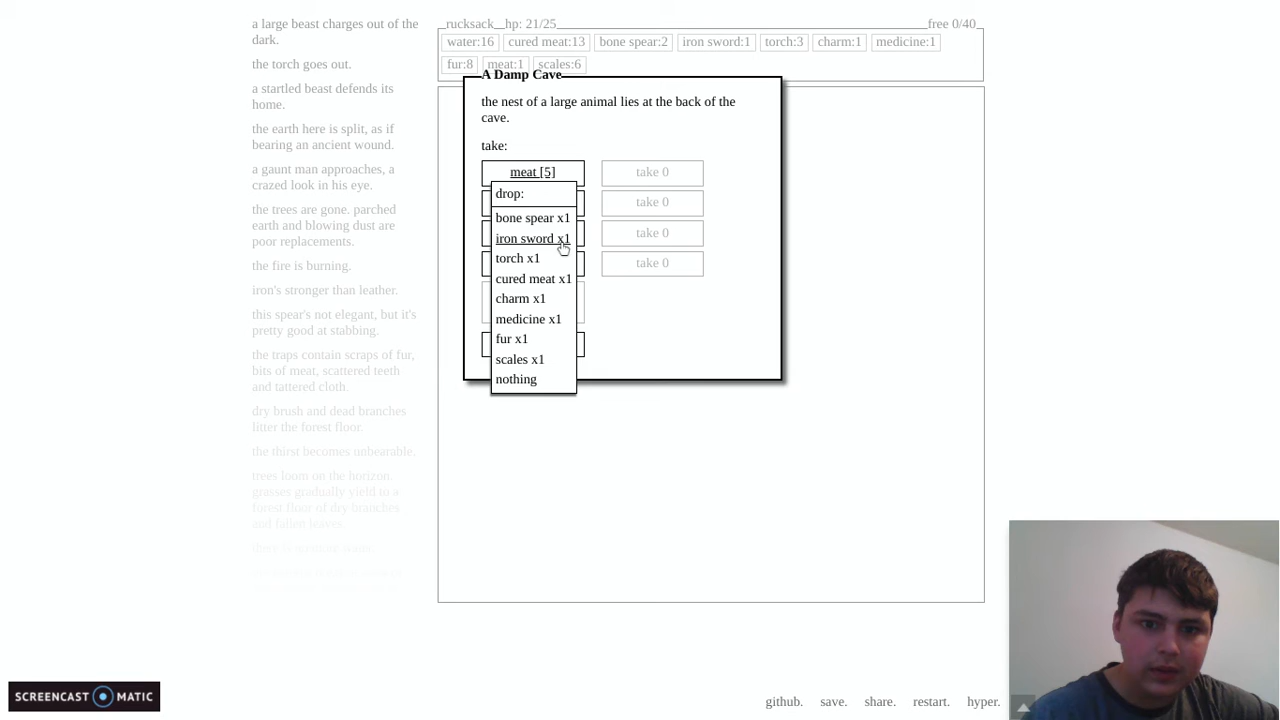 a large beast charges out of the
dark.
the torch goes out.
a startled beast defends its
home.
the earth here is split, as if
bearing an ancient wound.
a gaunt man approaches, a
crazed look in his eye.
the trees are gone. parched
earth and blowing dust are
poor replacements.
the fire is burning.
iron's stronger than leather.
this spear's not elegant, but it's
pretty good at stabbing.
the traps contain scraps of fur,
bits of meat, scattered teeth
and tattered cloth.
dry brush and dead branches
litter the forest floor.
the thirst becomes unbearable.
trees loom on the horizon.
grasses gradually yield to a
forest floor of dry branches
and fallen leaves
rucksack hp: 21/25 free 0/40
water:16 cured meat:13 bone spear:2 iron sword:1 torch:3 charm:1 medicine:1
fur:8 meat:1 scales:6
A Damp Cave
the nest of a large animal lies at the back of the
cave.
take:
meat [5] take 0
drop:
take 0
bone spear x1
iron sword x1 take 0
torch x1 take 0
cured meat x1
charm x1
medicine x1
fur x1
scales x1
nothing
SCREENCAST MATIC
github. save. share. restart. hyper.